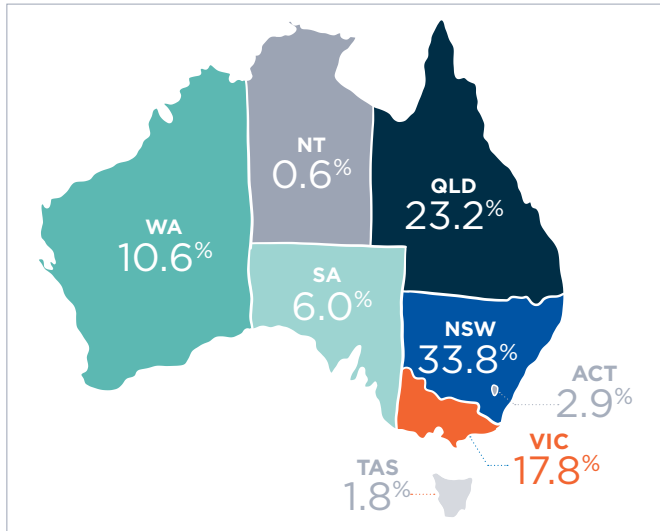 NT
0.6%
QLD
23.2%
WA
10.6%
SA
6.0%
NSW
33.8%
ACT
2.9%
VIC
17.8%
TAS
1.8%